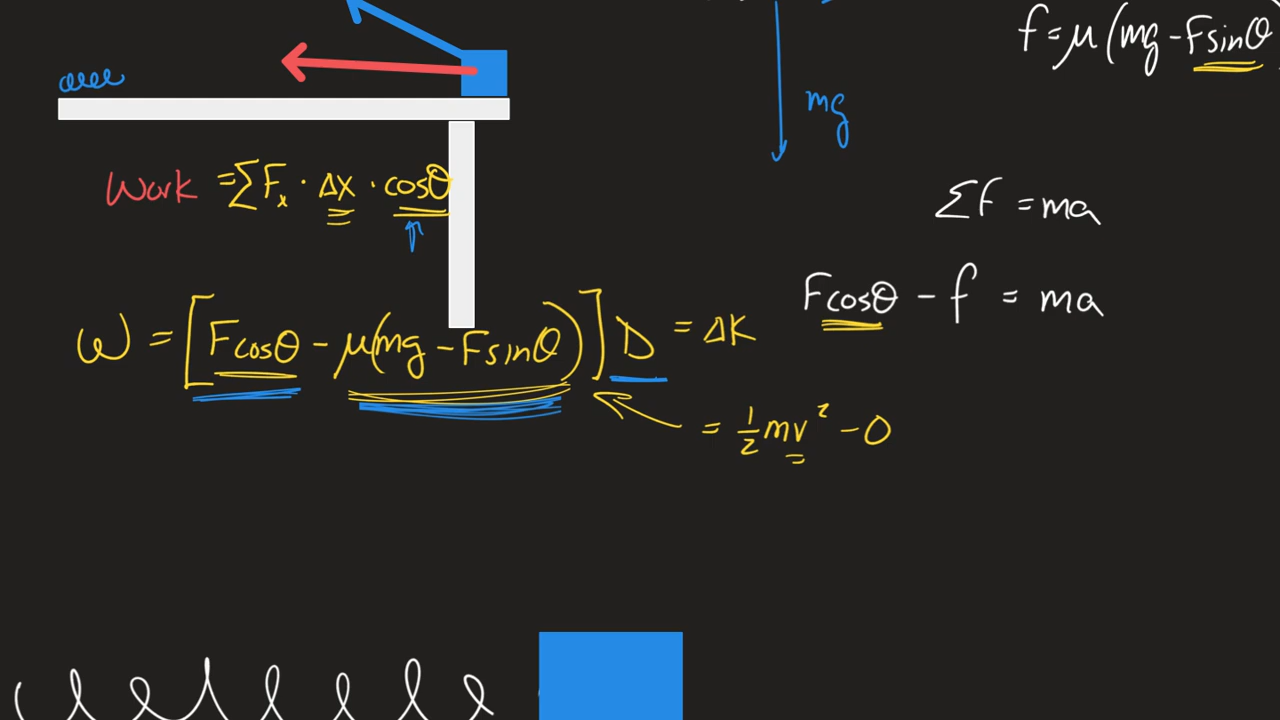 f = μ(mg - Fsinθ
mg
Work = ΣFₓ · Δx · cosθ
Σf = ma
Fcosθ - f = ma
W = [Fcosθ - μ(mg - Fsinθ)] D = ΔK
= ½mv² - 0